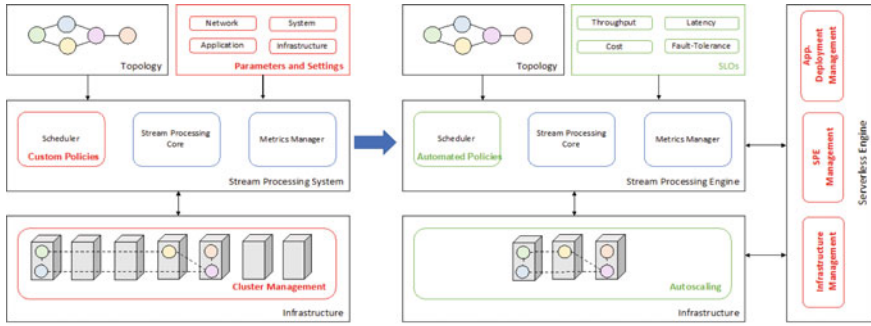 Network
System
Application
Infrastructure
Topology
Parameters and Settings
Scheduler
Custom Policies
Stream Processing
Core
Metrics Manager
Stream Processing System
Cluster Management
Infrastructure
Throughput
Latency
Cost
Fault-Tolerance
Topology
SLOs
Scheduler
Automated Policies
Stream Processing
Core
Metrics Manager
Stream Processing Engine
Autoscaling
Infrastructure
App.
Deployment
Management
SPE
Management
Infrastructure
Management
Serverless Engine